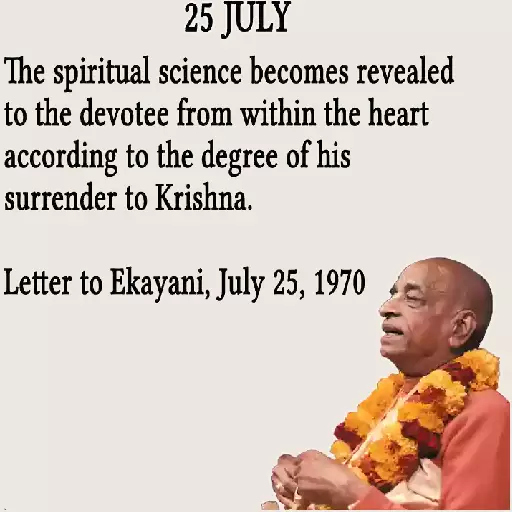 25 JULY
The spiritual science becomes revealed
to the devotee from within the heart
according to the degree of his
surrender to Krishna.
Letter to Ekayani, July 25, 1970